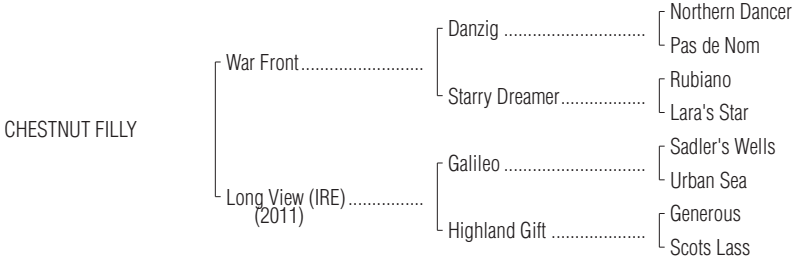 Northern Dancer
Danzig ..............................
Pas de Nom
War Front..........................
Rubiano
Starry Dreamer..................
Lara's Star
CHESTNUT FILLY
Sadler's Wells
Galileo ..............................
Urban Sea
Long View (IRE)................
(2011)
Generous
Highland Gift ....................
Scots Lass